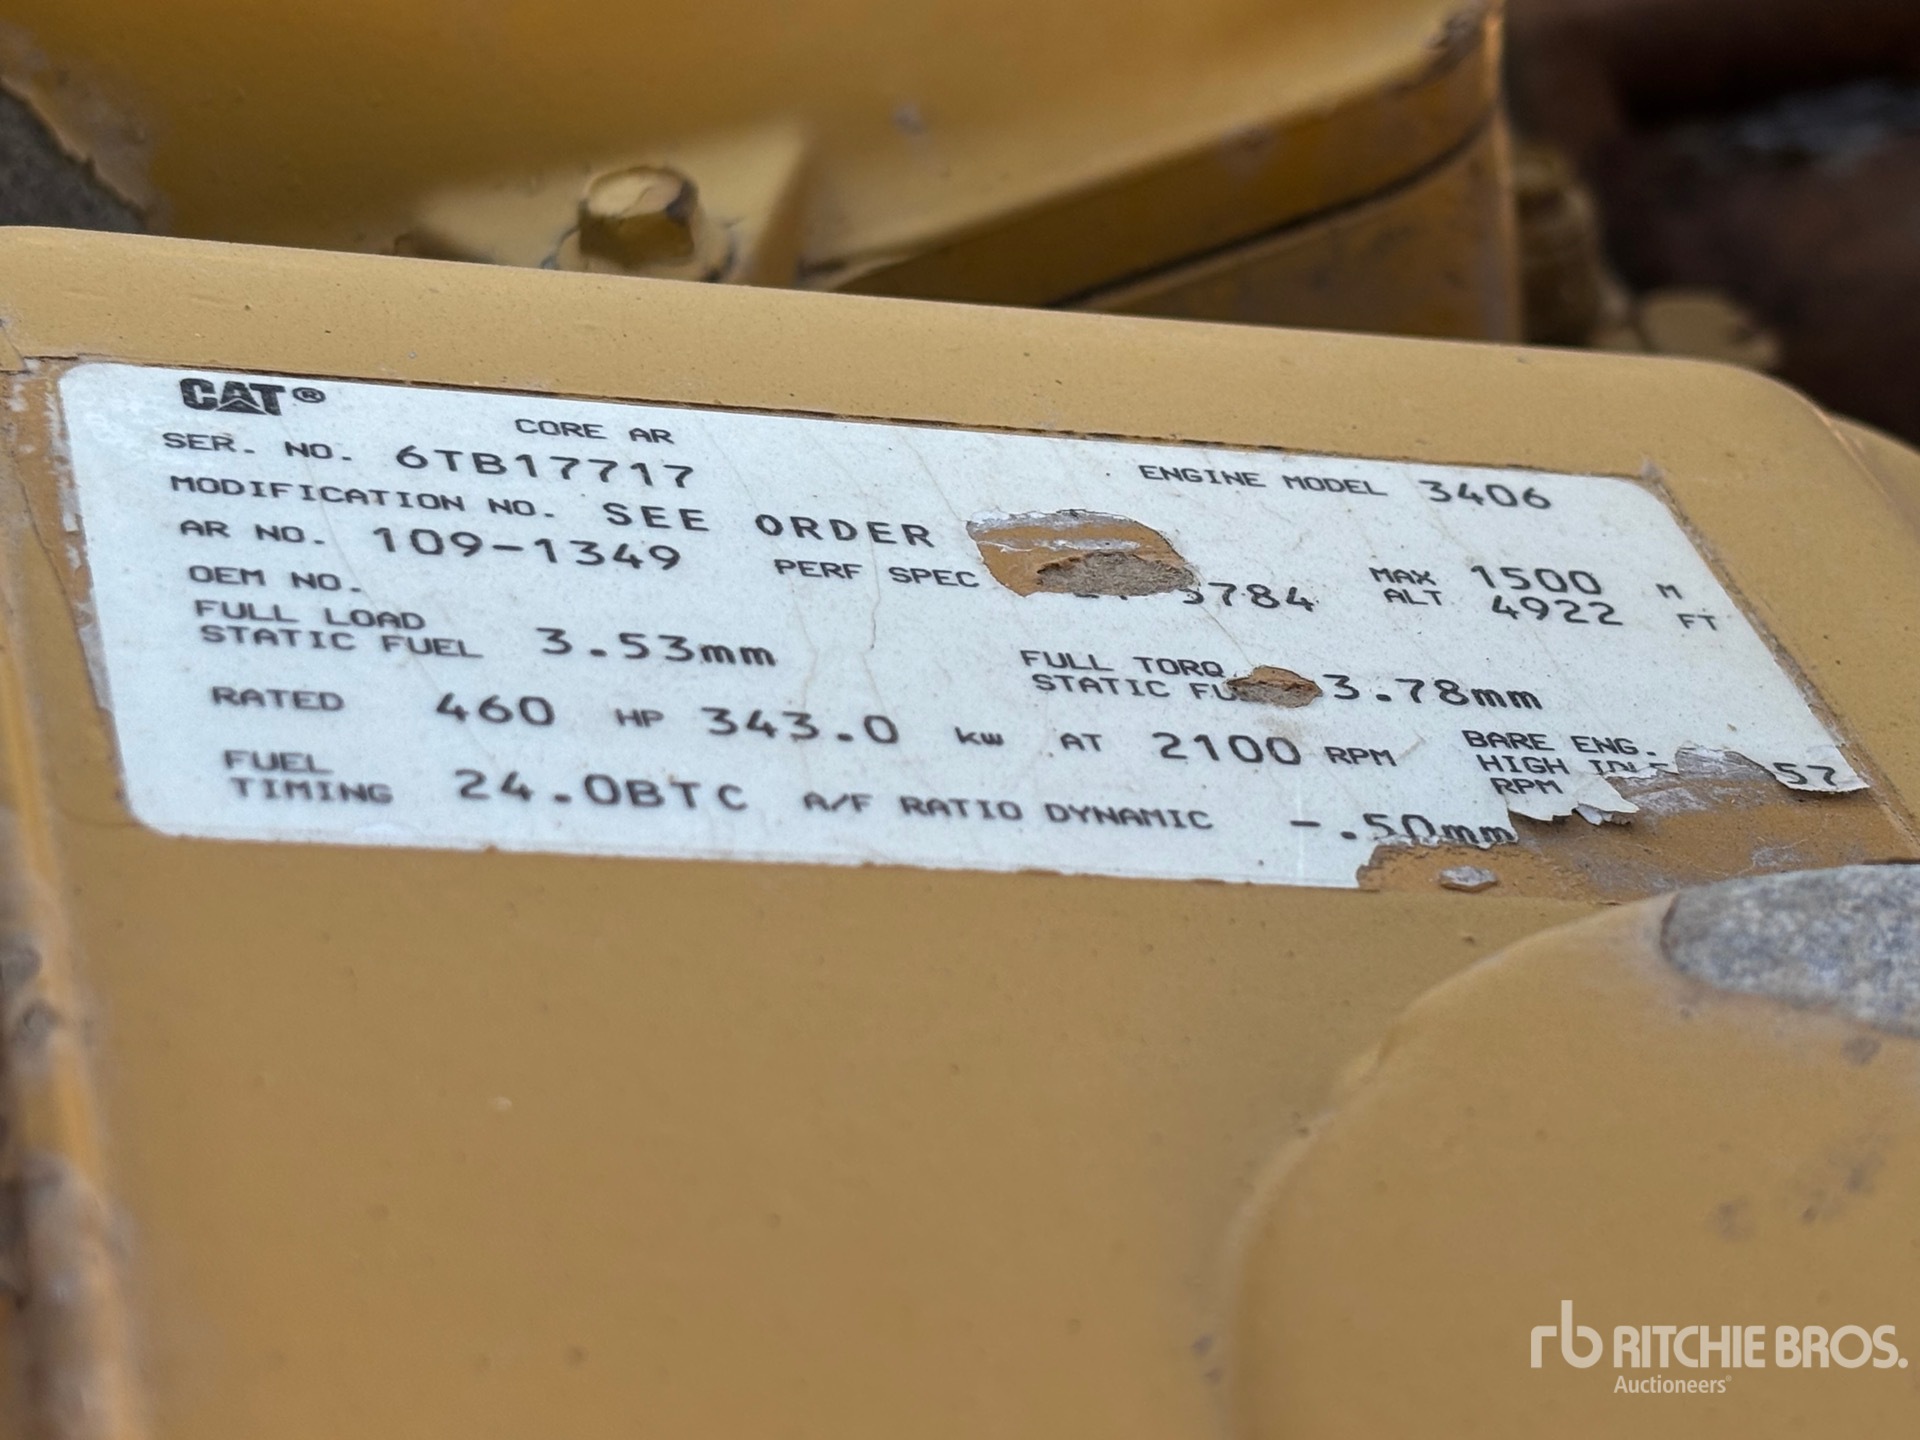 CAT®
CORE AR
SER. NO. 6TB17717 ENGINE MODEL 3406
MODIFICATION NO. SEE ORDER
AR NO. 109-1349 PERF SPEC 3784 MAX ALT 1500 M 4922 FT
OEM NO.
FULL LOAD STATIC FUEL 3.53mm FULL TORQ STATIC 3.78mm
RATED 460 HP 343.0 kW AT 2100 RPM BARE ENG. HIGH RPM
FUEL TIMING 24.0BTC A/F RATIO DYNAMIC -.50mm
rb RITCHIE BROS.
Auctioneers